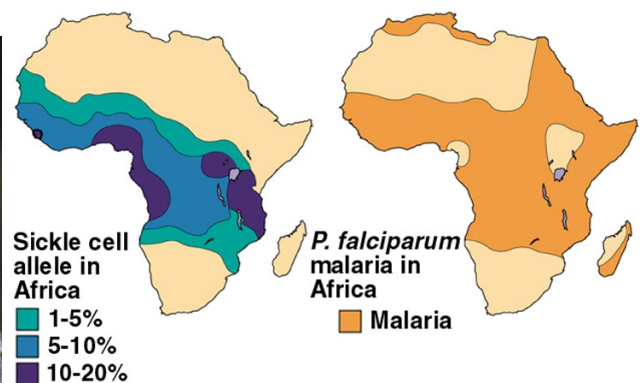 Sickle cell
allele in
Africa
1-5%
5-10%
10-20%
P. falciparum
malaria in
Africa
Malaria